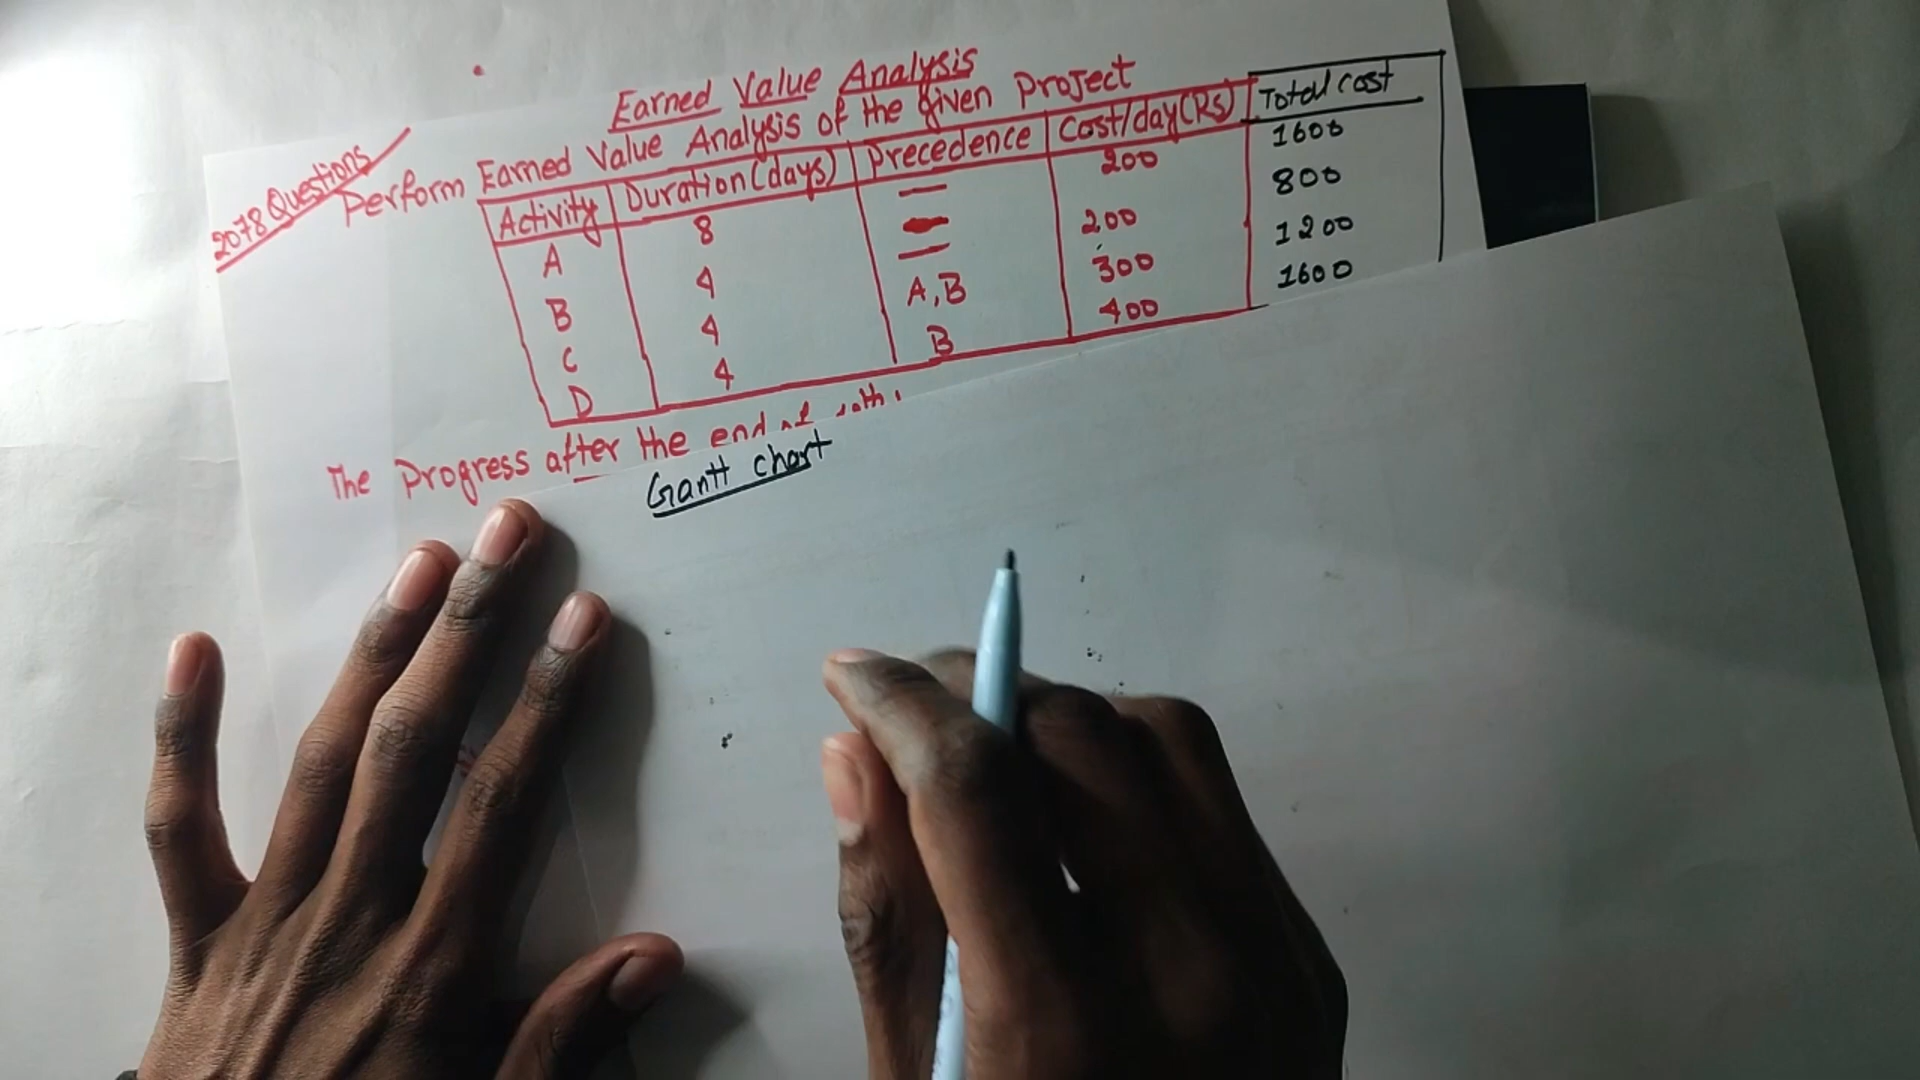 Earned Value Analysis
2078 Questions
Perform Earned Value Analysis of the given Project
Activity Duration(days) Precedence Cost/day(Rs) Total cost
A 8 — 200 1600
B 4 — 200 800
C 4 A,B 300 1200
D 4 B 400 1600
The Progress after the end
Gantt chart